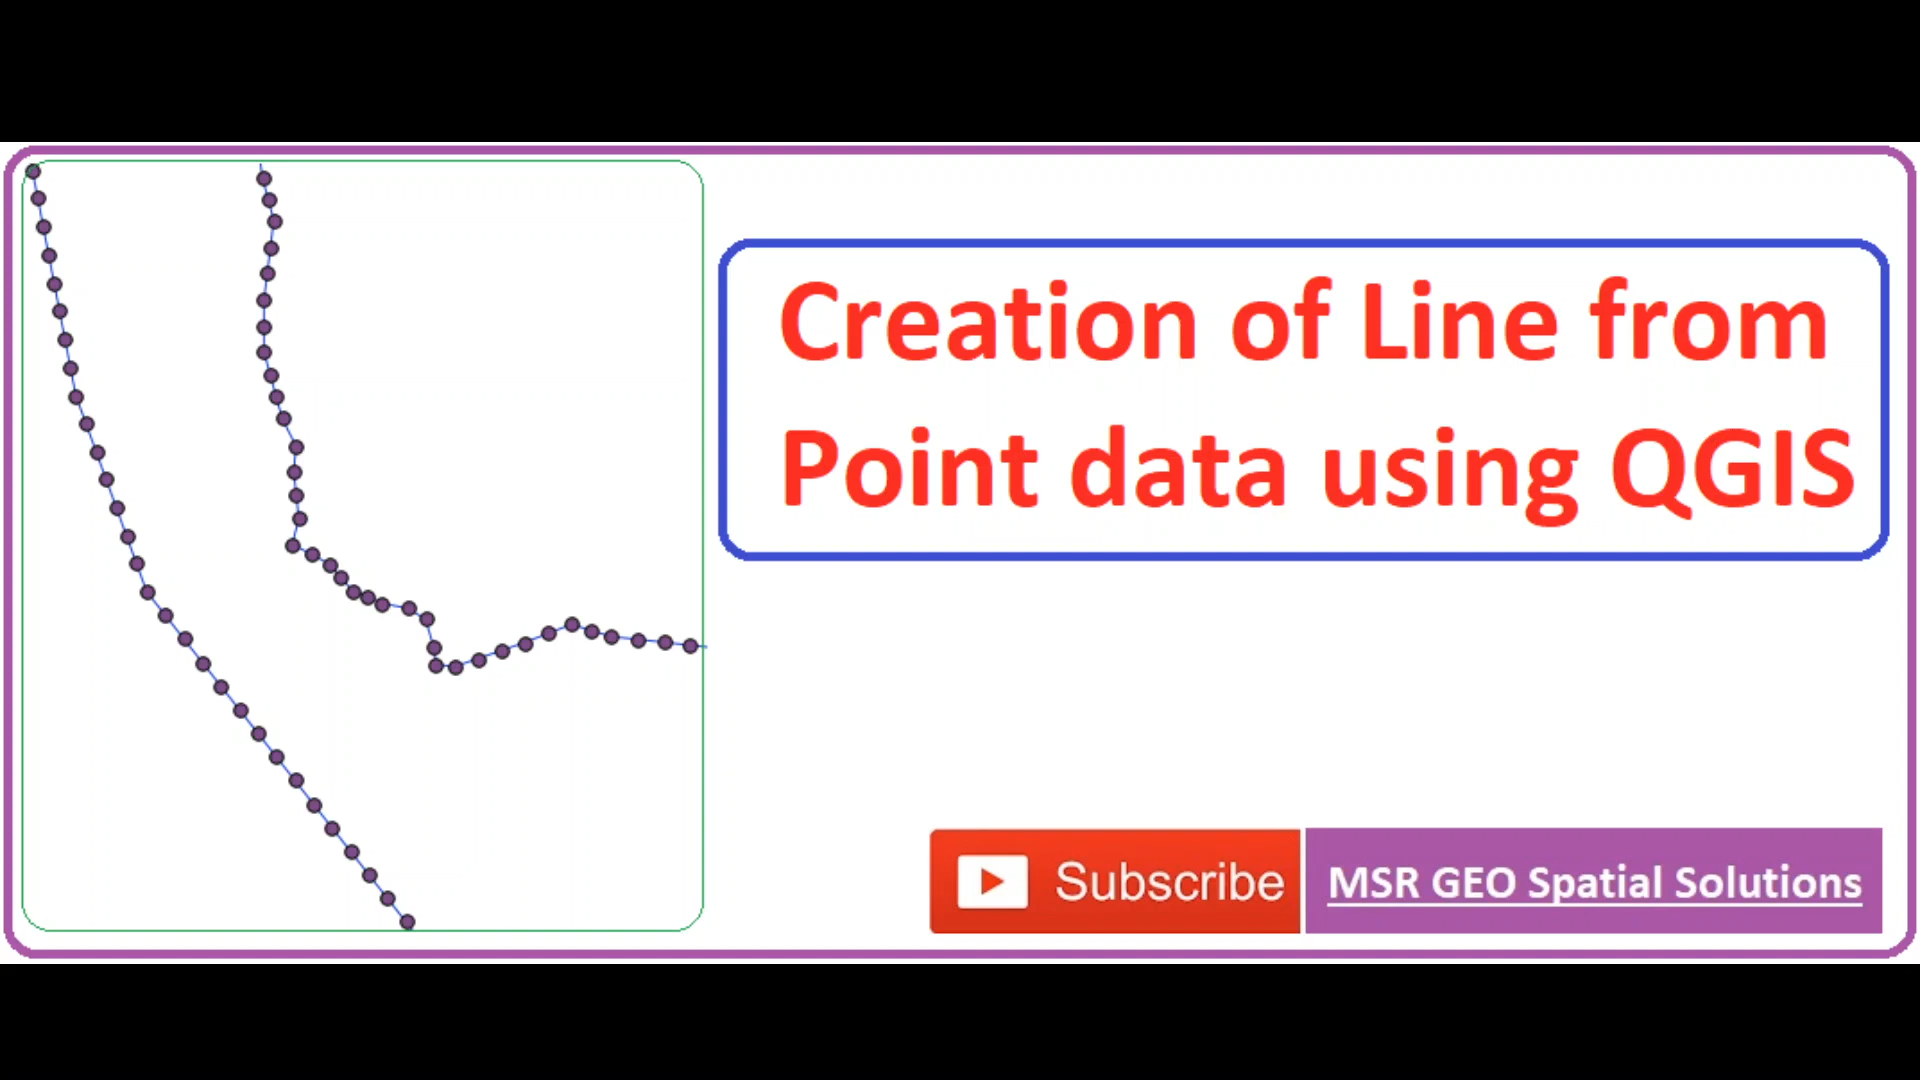 Creation of Line from
Point data using QGIS
Subscribe
MSR GEO Spatial Solutions